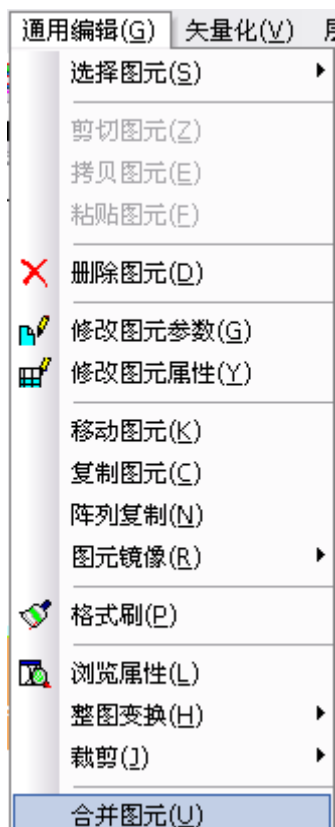 通用编辑(G) 矢量化(V)
选择图元(S)
剪切图元(Z)
拷贝图元(E)
粘贴图元(F)
删除图元(D)
修改图元参数(G)
修改图元属性(Y)
移动图元(K)
复制图元(C)
阵列复制(N)
图元镜像(R)
格式刷(P)
浏览属性(L)
整图变换(H)
裁剪(J)
合并图元(U)